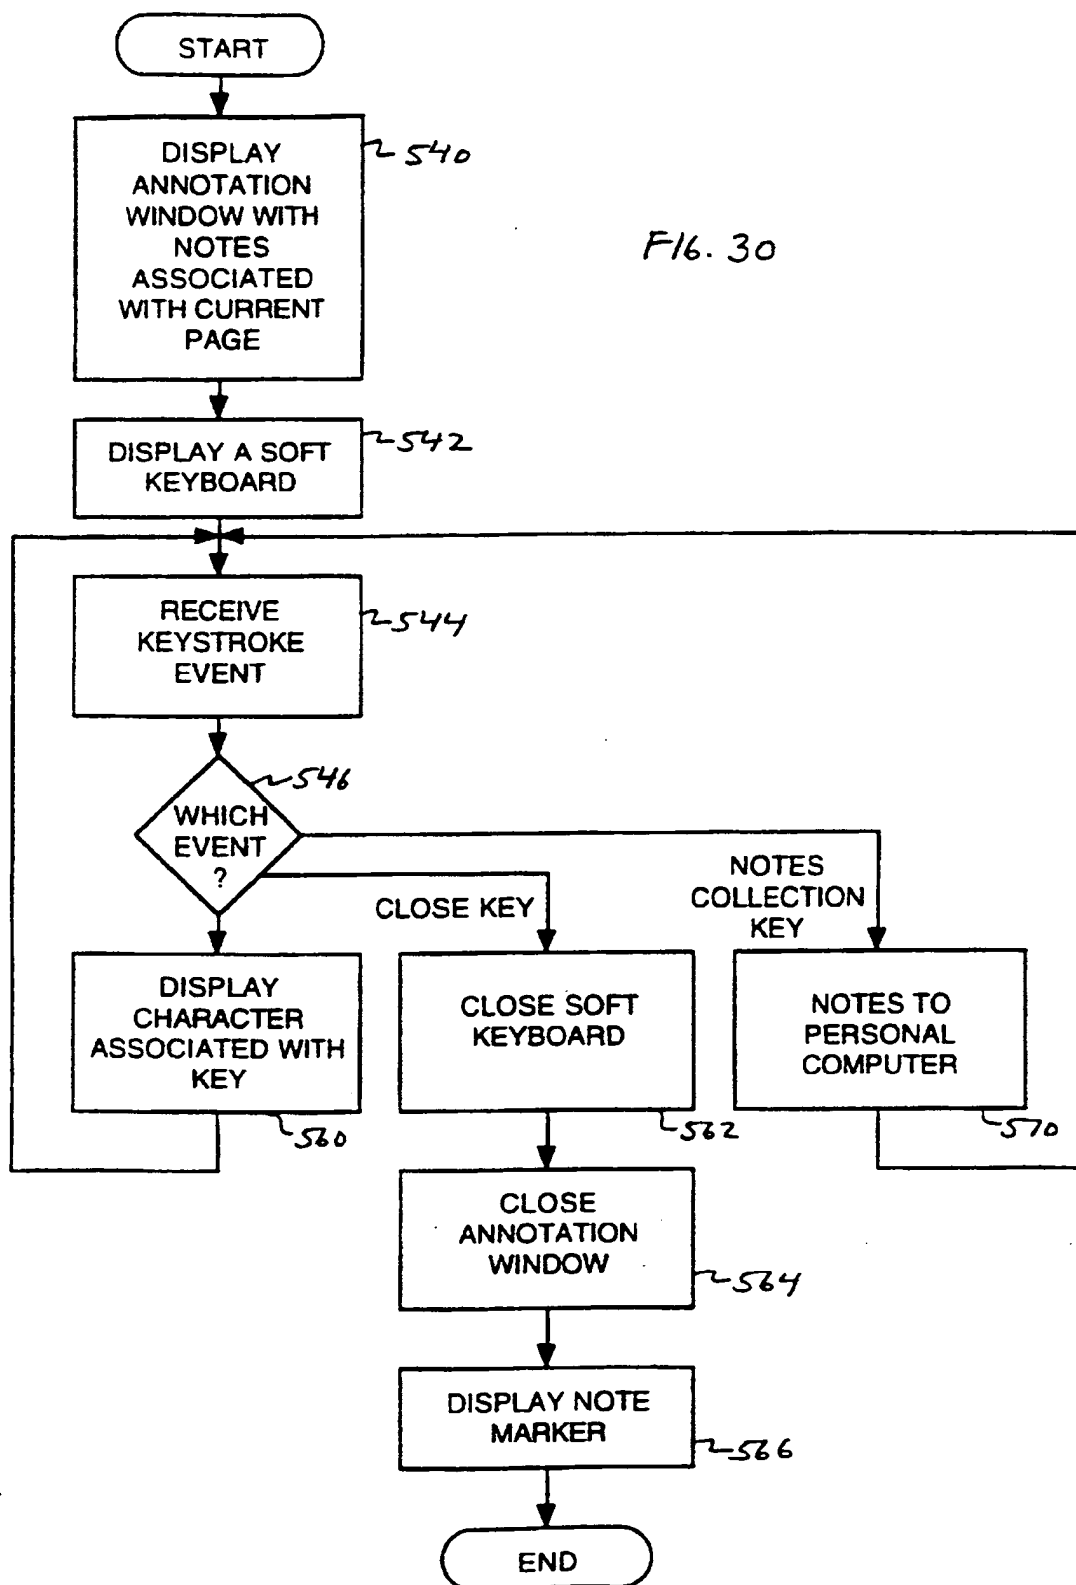 START
DISPLAY
ANNOTATION
WINDOW WITH
NOTES
ASSOCIATED
WITH CURRENT
PAGE
540
FIG. 30
DISPLAY A SOFT
KEYBOARD
542
RECEIVE
KEYSTROKE
EVENT
544
WHICH
EVENT
?
546
CLOSE KEY
NOTES
COLLECTION
KEY
DISPLAY
CHARACTER
ASSOCIATED WITH
KEY
560
CLOSE SOFT
KEYBOARD
562
NOTES TO
PERSONAL
COMPUTER
570
CLOSE
ANNOTATION
WINDOW
564
DISPLAY NOTE
MARKER
566
END